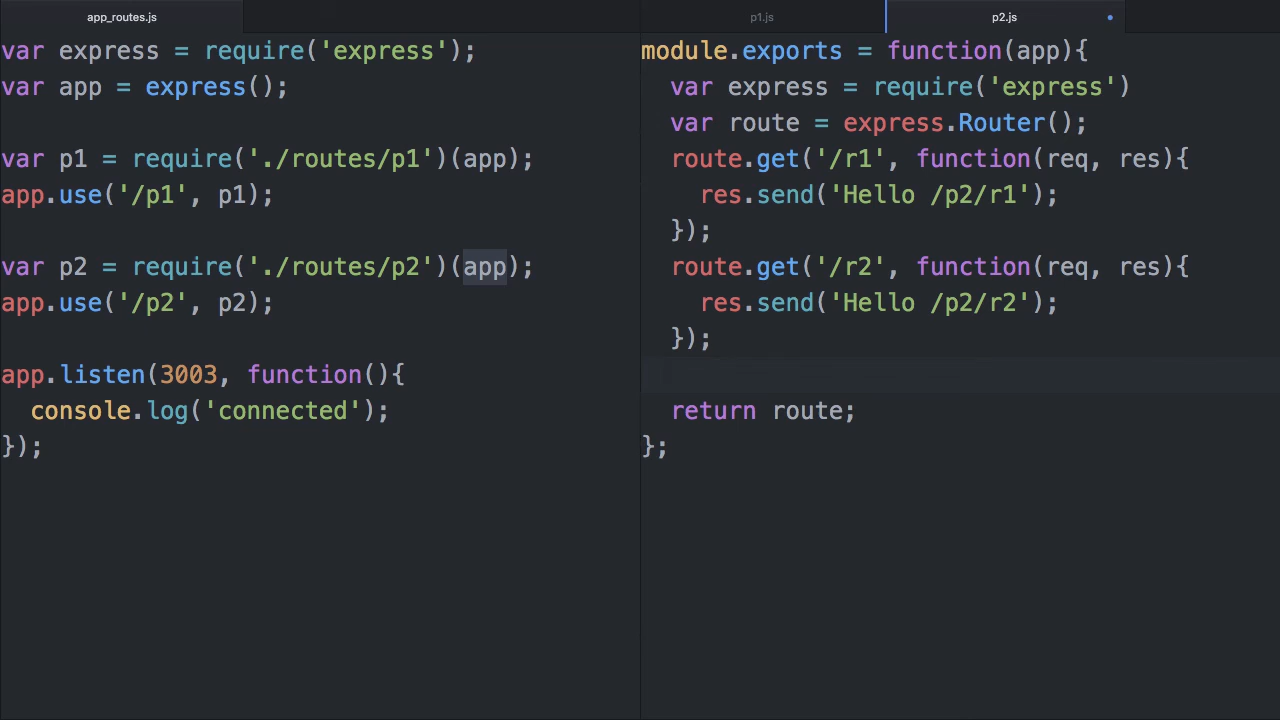 app_routes.js
var express = require('express');
var app = express();
var p1 = require('./routes/p1')(app);
app.use('/p1', p1);
var p2 = require('./routes/p2')(app);
app.use('/p2', p2);
app.listen(3003, function(){
  console.log('connected');
});
p1.js
p2.js
module.exports = function(app){
  var express = require('express')
  var route = express.Router();
  route.get('/r1', function(req, res){
    res.send('Hello /p2/r1');
  });
  route.get('/r2', function(req, res){
    res.send('Hello /p2/r2');
  });
  return route;
};